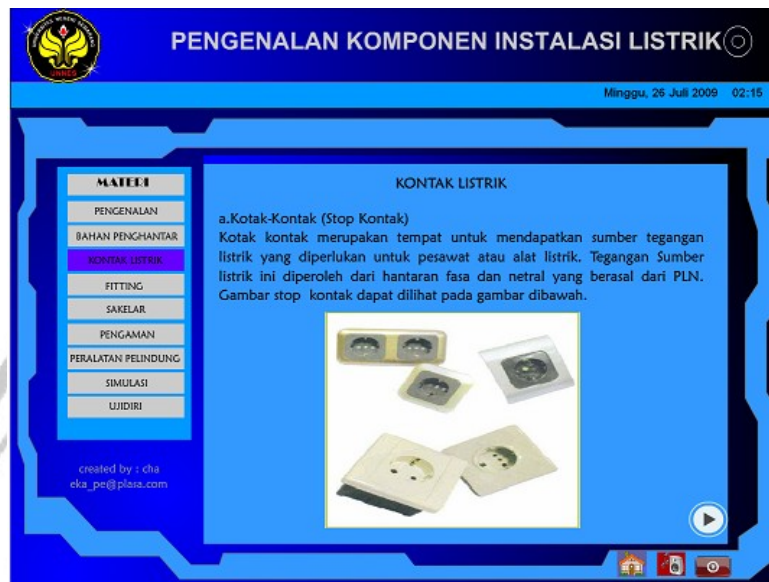 PENGENALAN KOMPONEN INSTALASI LISTRIK
Minggu, 26 Juli 2009 02:15
MATERI
PENGENALAN
BAHAN PENGHANTAR
KONTAK LISTRIK
FITTING
SAKELAR
PENGAMAN
PERALATAN PELINDUNG
SIMULASI
UJIDIRI
created by : cha
eka_pe@plasa.com
KONTAK LISTRIK
a.Kotak-Kontak (Stop Kontak)
Kotak kontak merupakan tempat untuk mendapatkan sumber tegangan
listrik yang diperlukan untuk pesawat atau alat listrik. Tegangan Sumber
listrik ini diperoleh dari hantaran fasa dan netral yang berasal dari PLN.
Gambar stop kontak dapat dilihat pada gambar dibawah.
UNNES